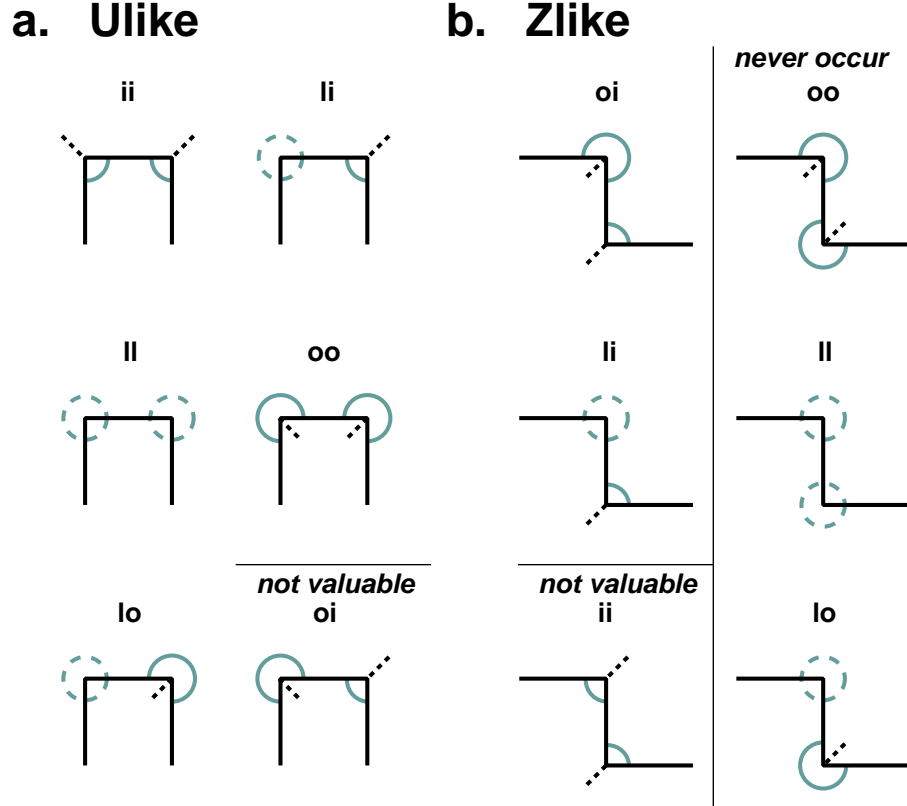 a. Ulike
ii
li
ll
oo
lo
not valuable
oi
b. Zlike
oi
never occur
oo
li
ll
not valuable
ii
lo